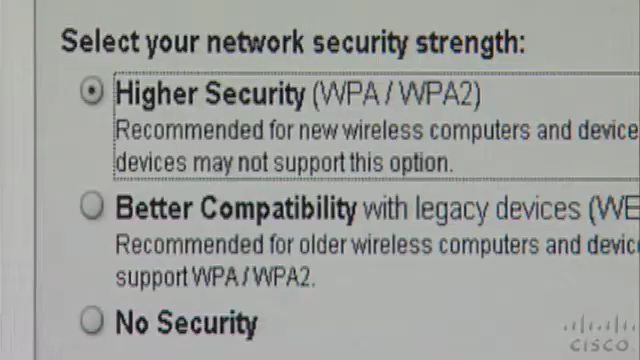 Select your network security strength:
Higher Security (WPA / WPA2)
Recommended for new wireless computers and device
devices may not support this option.
Better Compatibility with legacy devices (WE
Recommended for older wireless computers and devic
support WPA / WPA2.
No Security
CISCO